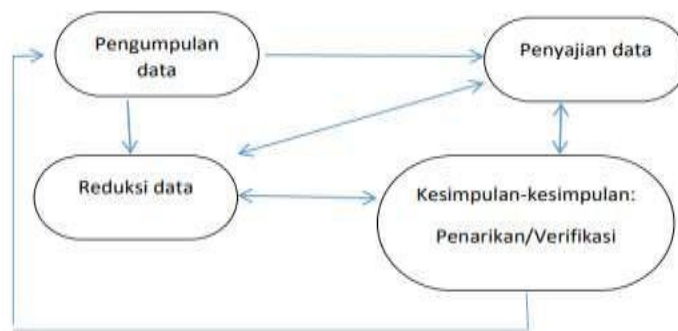 Pengumpulan
data
Penyajian data
Reduksi data
Kesimpulan-kesimpulan:
Penarikan/Verifikasi